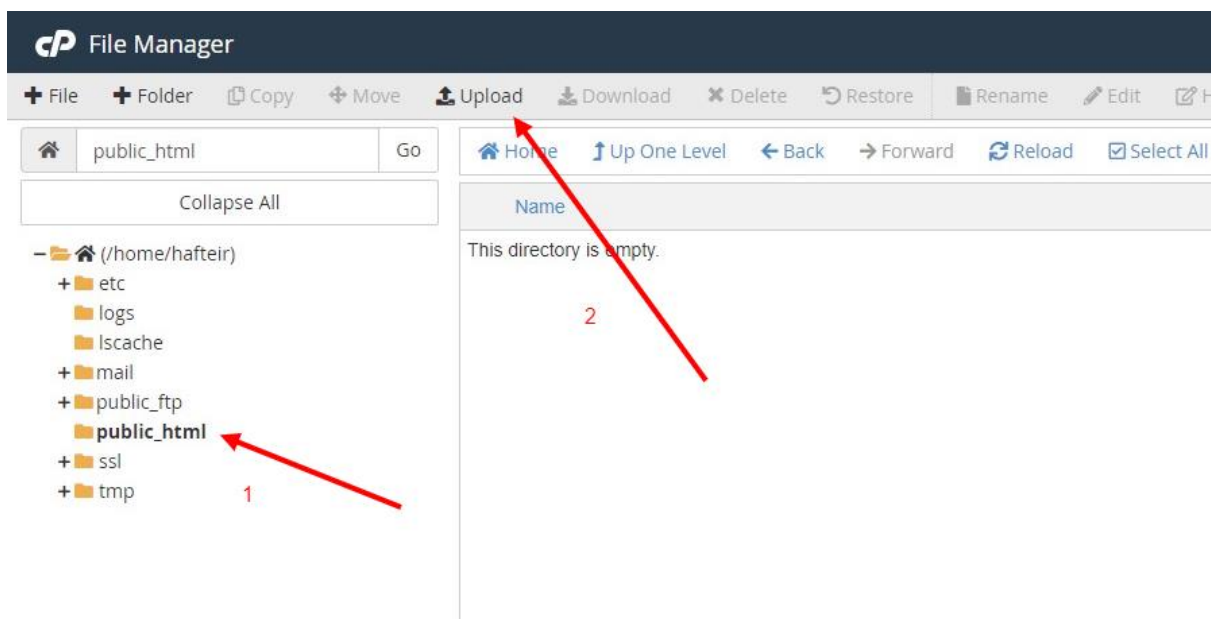 cP File Manager
File Folder Copy Move Upload Download Delete Restore Rename Edit
public_html Go
Home Up One Level Back Forward Reload Select All
Collapse All
Name
(/home/hafteir)
This directory is empty.
etc
logs
lscache
2
mail
public_ftp
public_html
ssl
tmp
1